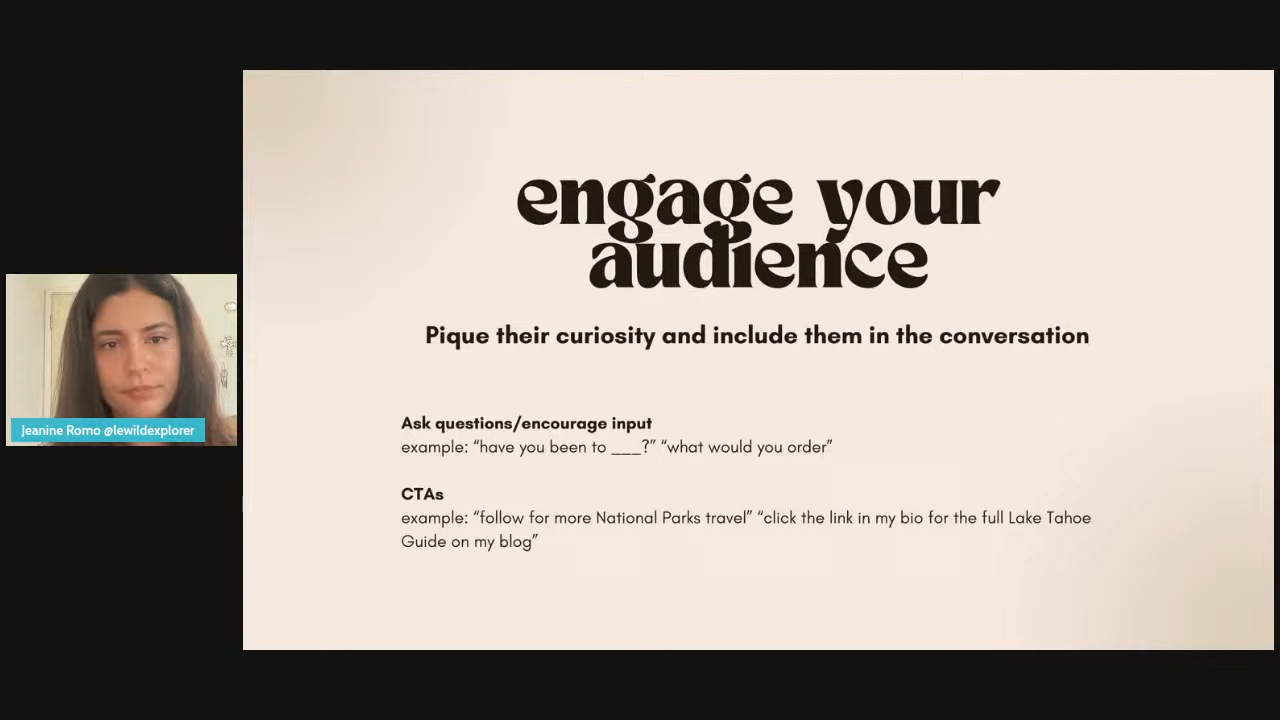 engage your
audience
Pique their curiosity and include them in the conversation
Ask questions/encourage input
example: “have you been to ___?” “what would you order”
CTAs
example: “follow for more National Parks travel” “click the link in my bio for the full Lake Tahoe
Guide on my blog”
Jeanine Romo @lewildexplorer